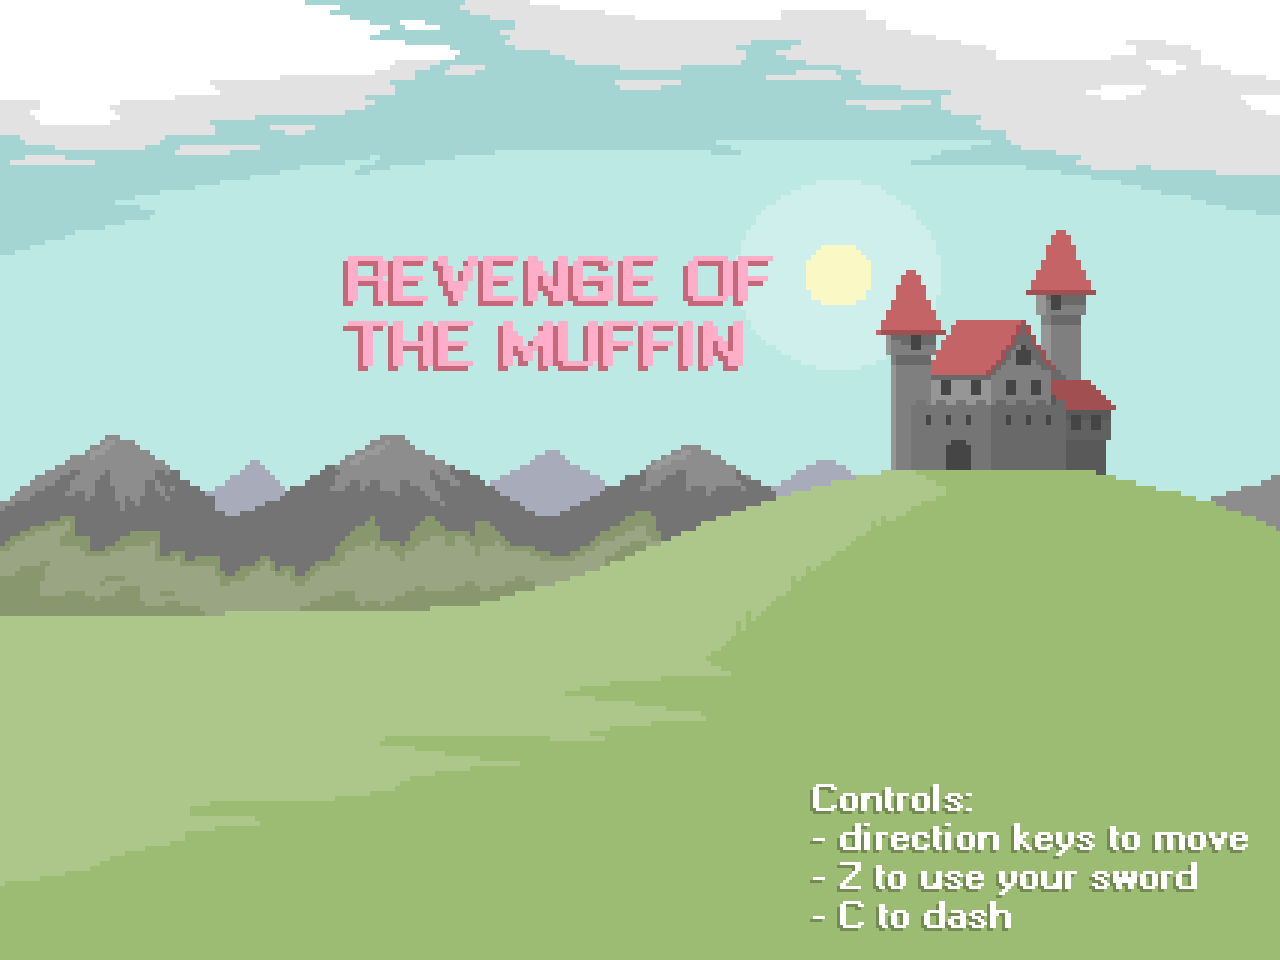 REVENGE OF
THE MUFFIN
Controls:
- direction keys to move
- Z to use your sword
- C to dash